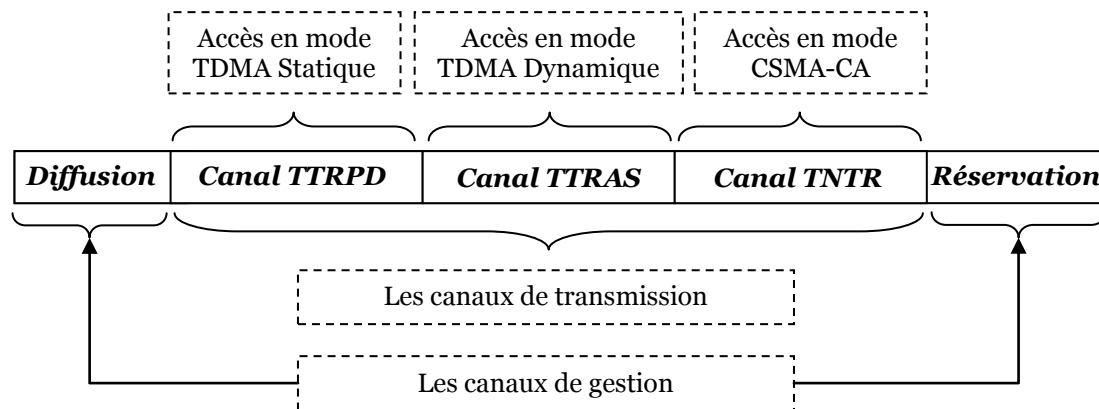 Accès en mode
TDMA Statique
Accès en mode
TDMA Dynamique
Accès en mode
CSMA-CA
Diffusion
Canal TTRPD
Canal TTRAS
Canal TNTR
Réservation
Les canaux de transmission
Les canaux de gestion